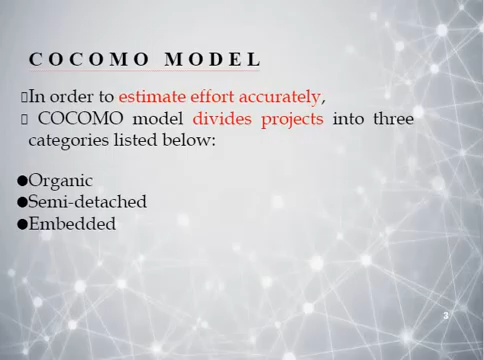 COCOMO MODEL
▯In order to estimate effort accurately,
▯ COCOMO model divides projects into three
categories listed below:
●Organic
●Semi-detached
●Embedded
3